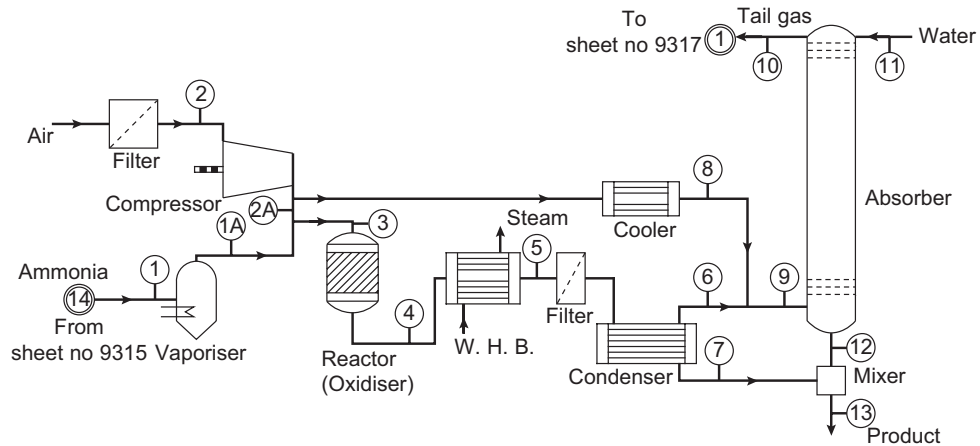 To
sheet no 9317
1
Tail gas
10
11
Water
Air
Filter
2
Compressor
2A
1A
3
Steam
5
Cooler
8
Absorber
Ammonia
14
1
From
sheet no 9315 Vaporiser
Reactor
(Oxidiser)
4
W. H. B.
Filter
Condenser
6
9
7
12
Mixer
13
Product